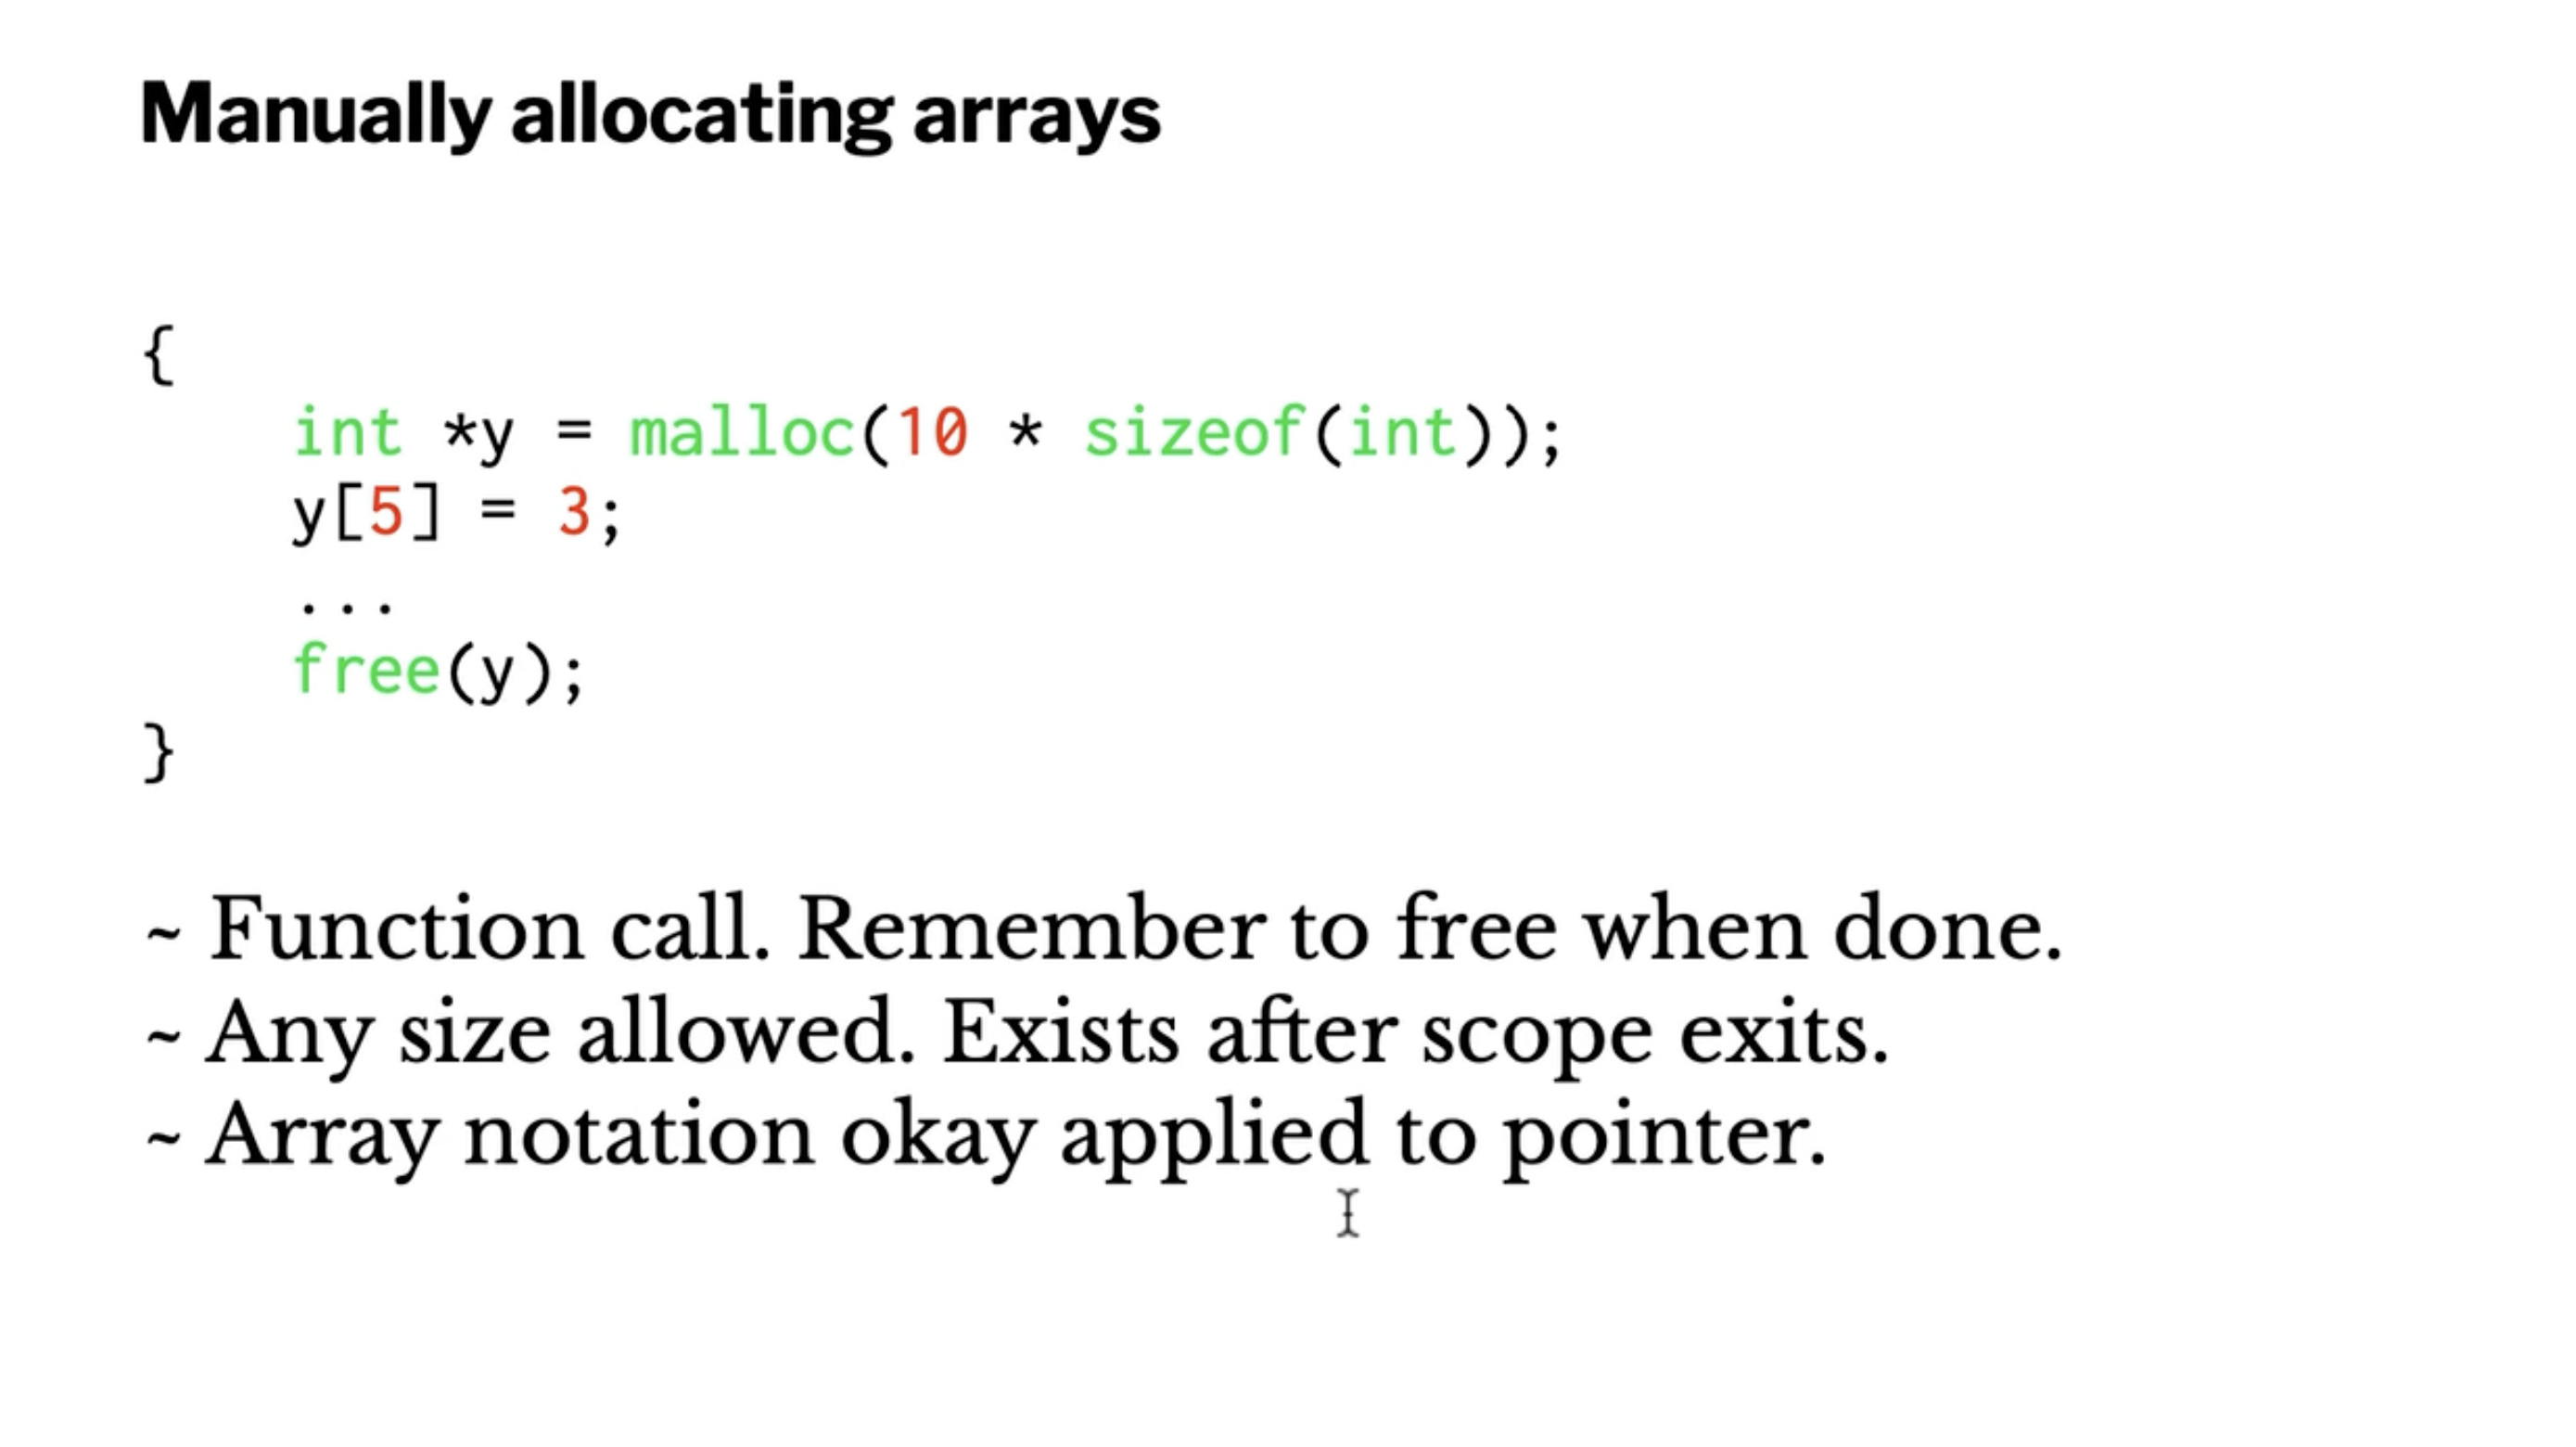 Manually allocating arrays
{
    int *y = malloc(10 * sizeof(int));
    y[5] = 3;
    ...
    free(y);
}
~ Function call. Remember to free when done.
~ Any size allowed. Exists after scope exits.
~ Array notation okay applied to pointer.